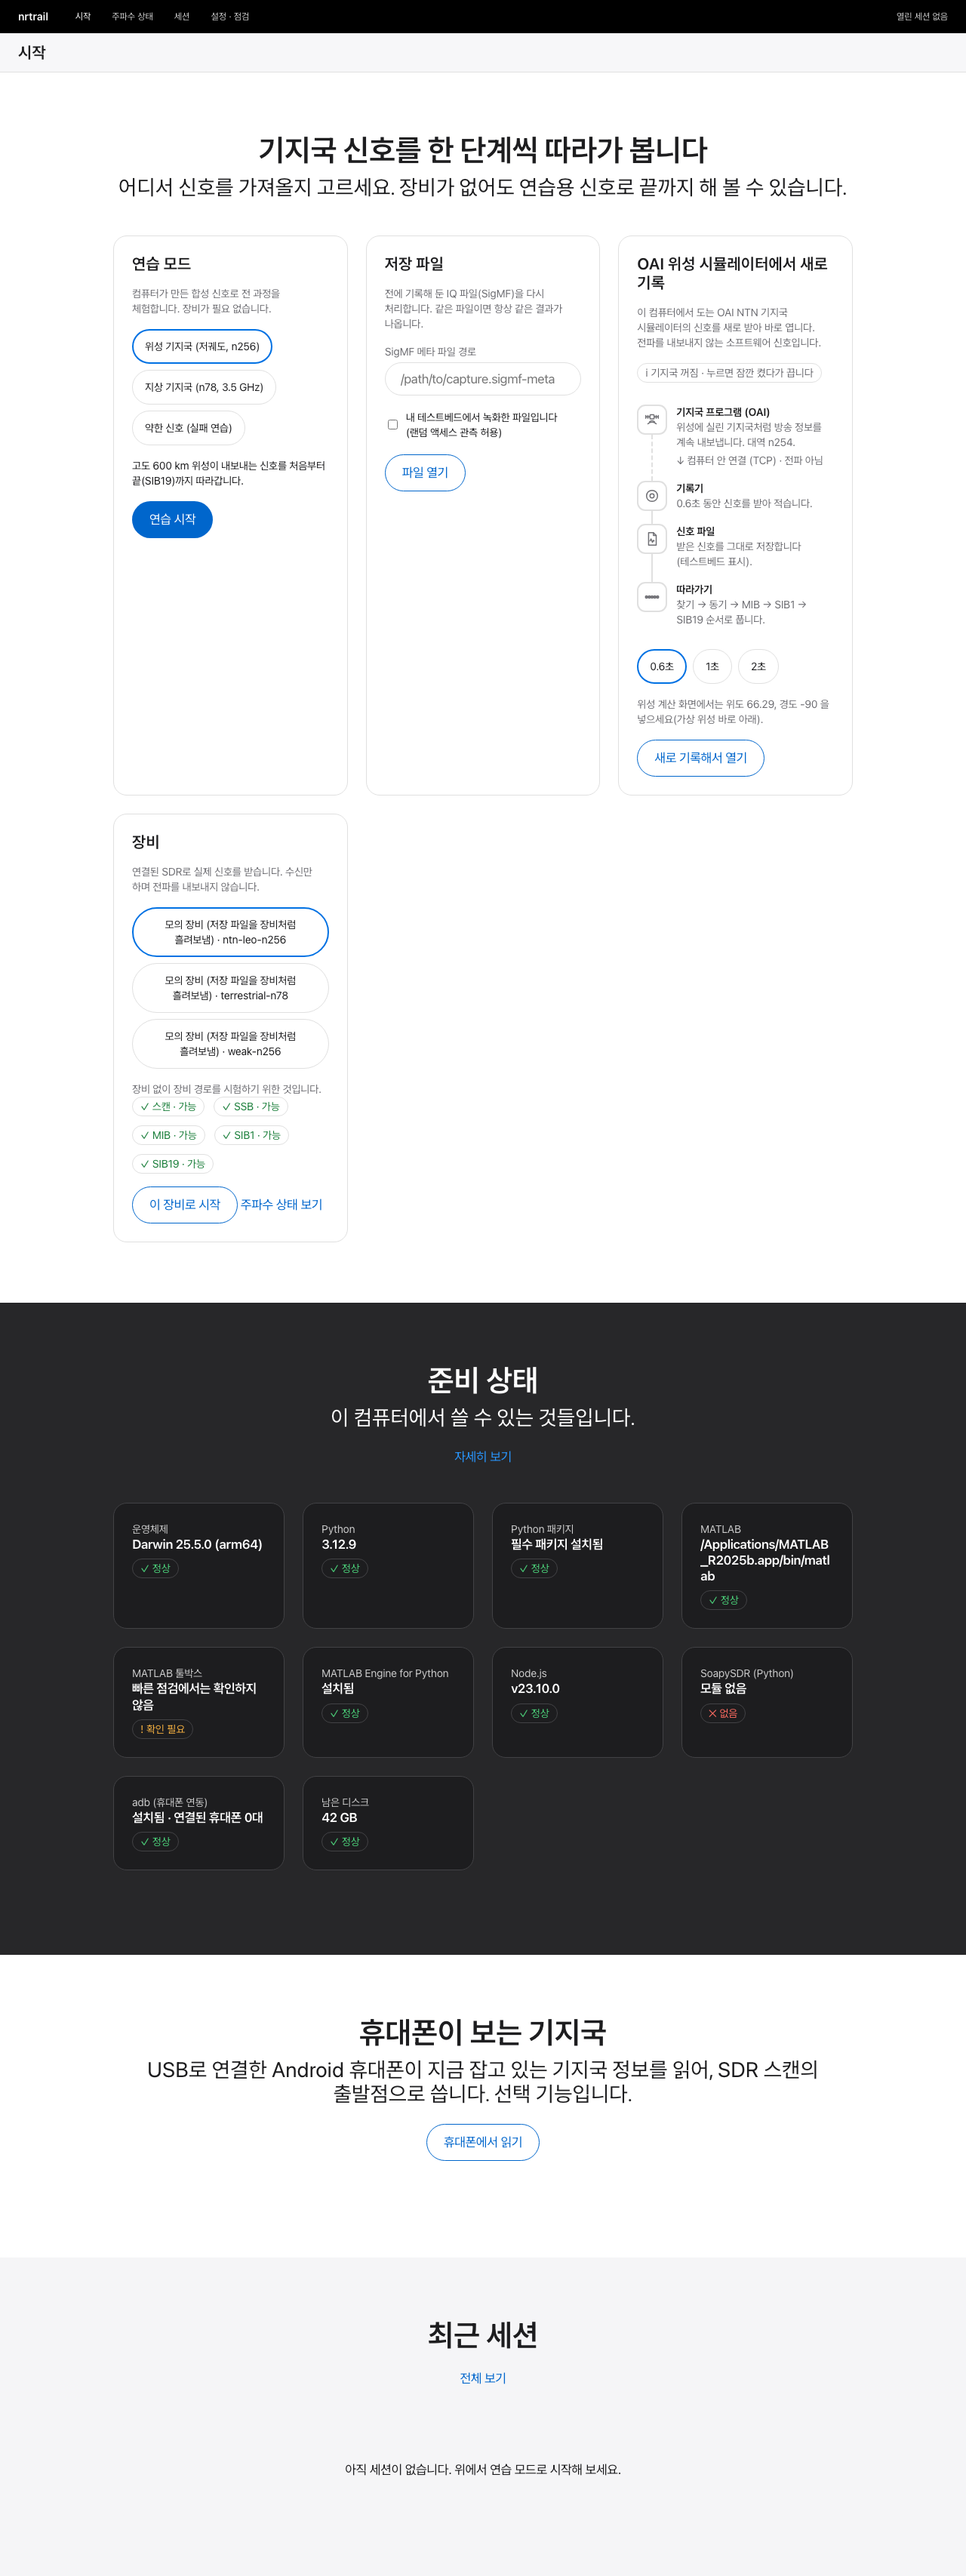 nrtrail 시작 주파수 상태 세션 설정 · 점검 열린 세션 없음
시작
기지국 신호를 한 단계씩 따라가 봅니다
어디서 신호를 가져올지 고르세요. 장비가 없어도 연습용 신호로 끝까지 해 볼 수 있습니다.
연습 모드
컴퓨터가 만든 합성 신호로 전 과정을
체험합니다. 장비가 필요 없습니다.
위성 기지국 (저궤도, n256)
지상 기지국 (n78, 3.5 GHz)
약한 신호 (실패 연습)
고도 600 km 위성이 내보내는 신호를 처음부터
끝(SIB19)까지 따라갑니다.
연습 시작
저장 파일
전에 기록해 둔 IQ 파일(SigMF)을 다시
처리합니다. 같은 파일이면 항상 같은 결과가
나옵니다.
SigMF 메타 파일 경로
/path/to/capture.sigmf-meta
내 테스트베드에서 녹화한 파일입니다
(랜덤 액세스 관측 허용)
파일 열기
OAI 위성 시뮬레이터에서 새로
기록
이 컴퓨터에서 도는 OAI NTN 기지국
시뮬레이터의 신호를 새로 받아 바로 엽니다.
전파를 내보내지 않는 소프트웨어 신호입니다.
i 기지국 꺼짐 · 누르면 잠깐 켰다가 끕니다
기지국 프로그램 (OAI)
위성에 실린 기지국처럼 방송 정보를
계속 내보냅니다. 대역 n254.
↓ 컴퓨터 안 연결 (TCP) · 전파 아님
기록기
0.6초 동안 신호를 받아 적습니다.
신호 파일
받은 신호를 그대로 저장합니다
(테스트베드 표시).
따라가기
찾기 → 동기 → MIB → SIB1 →
SIB19 순서로 풉니다.
0.6초 1초 2초
위성 계산 화면에서는 위도 66.29, 경도 -90 을
넣으세요(가상 위성 바로 아래).
새로 기록해서 열기
장비
연결된 SDR로 실제 신호를 받습니다. 수신만
하며 전파를 내보내지 않습니다.
모의 장비 (저장 파일을 장비처럼
흘려보냄) · ntn-leo-n256
모의 장비 (저장 파일을 장비처럼
흘려보냄) · terrestrial-n78
모의 장비 (저장 파일을 장비처럼
흘려보냄) · weak-n256
장비 없이 장비 경로를 시험하기 위한 것입니다.
✓ 스캔 · 가능 ✓ SSB · 가능
✓ MIB · 가능 ✓ SIB1 · 가능
✓ SIB19 · 가능
이 장비로 시작 주파수 상태 보기
준비 상태
이 컴퓨터에서 쓸 수 있는 것들입니다.
자세히 보기
운영체제
Darwin 25.5.0 (arm64)
✓ 정상
Python
3.12.9
✓ 정상
Python 패키지
필수 패키지 설치됨
✓ 정상
MATLAB
/Applications/MATLAB
_R2025b.app/bin/matl
ab
✓ 정상
MATLAB 툴박스
빠른 점검에서는 확인하지
않음
! 확인 필요
MATLAB Engine for Python
설치됨
✓ 정상
Node.js
v23.10.0
✓ 정상
SoapySDR (Python)
모듈 없음
✕ 없음
adb (휴대폰 연동)
설치됨 · 연결된 휴대폰 0대
✓ 정상
남은 디스크
42 GB
✓ 정상
휴대폰이 보는 기지국
USB로 연결한 Android 휴대폰이 지금 잡고 있는 기지국 정보를 읽어, SDR 스캔의
출발점으로 씁니다. 선택 기능입니다.
휴대폰에서 읽기
최근 세션
전체 보기
아직 세션이 없습니다. 위에서 연습 모드로 시작해 보세요.